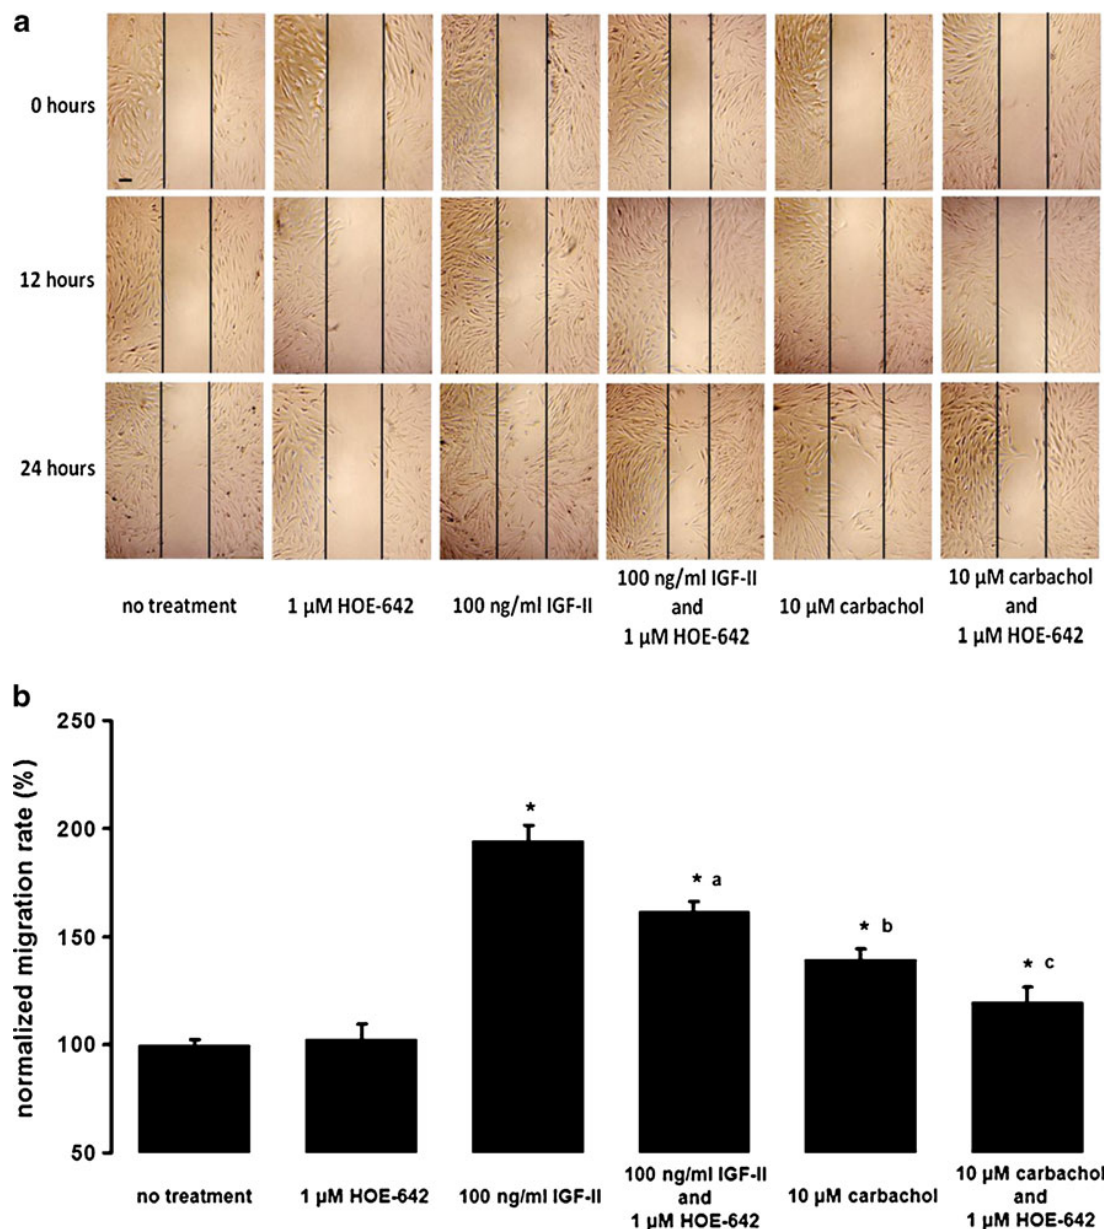 a
0 hours
12 hours
24 hours
no treatment
1 µM HOE-642
100 ng/ml IGF-II
100 ng/ml IGF-II
and
1 µM HOE-642
10 µM carbachol
10 µM carbachol
and
1 µM HOE-642
b
normalized migration rate (%)
250
200
150
100
50
*
* a
* b
* c
no treatment
1 µM HOE-642
100 ng/ml IGF-II
100 ng/ml IGF-II
and
1 µM HOE-642
10 µM carbachol
10 µM carbachol
and
1 µM HOE-642